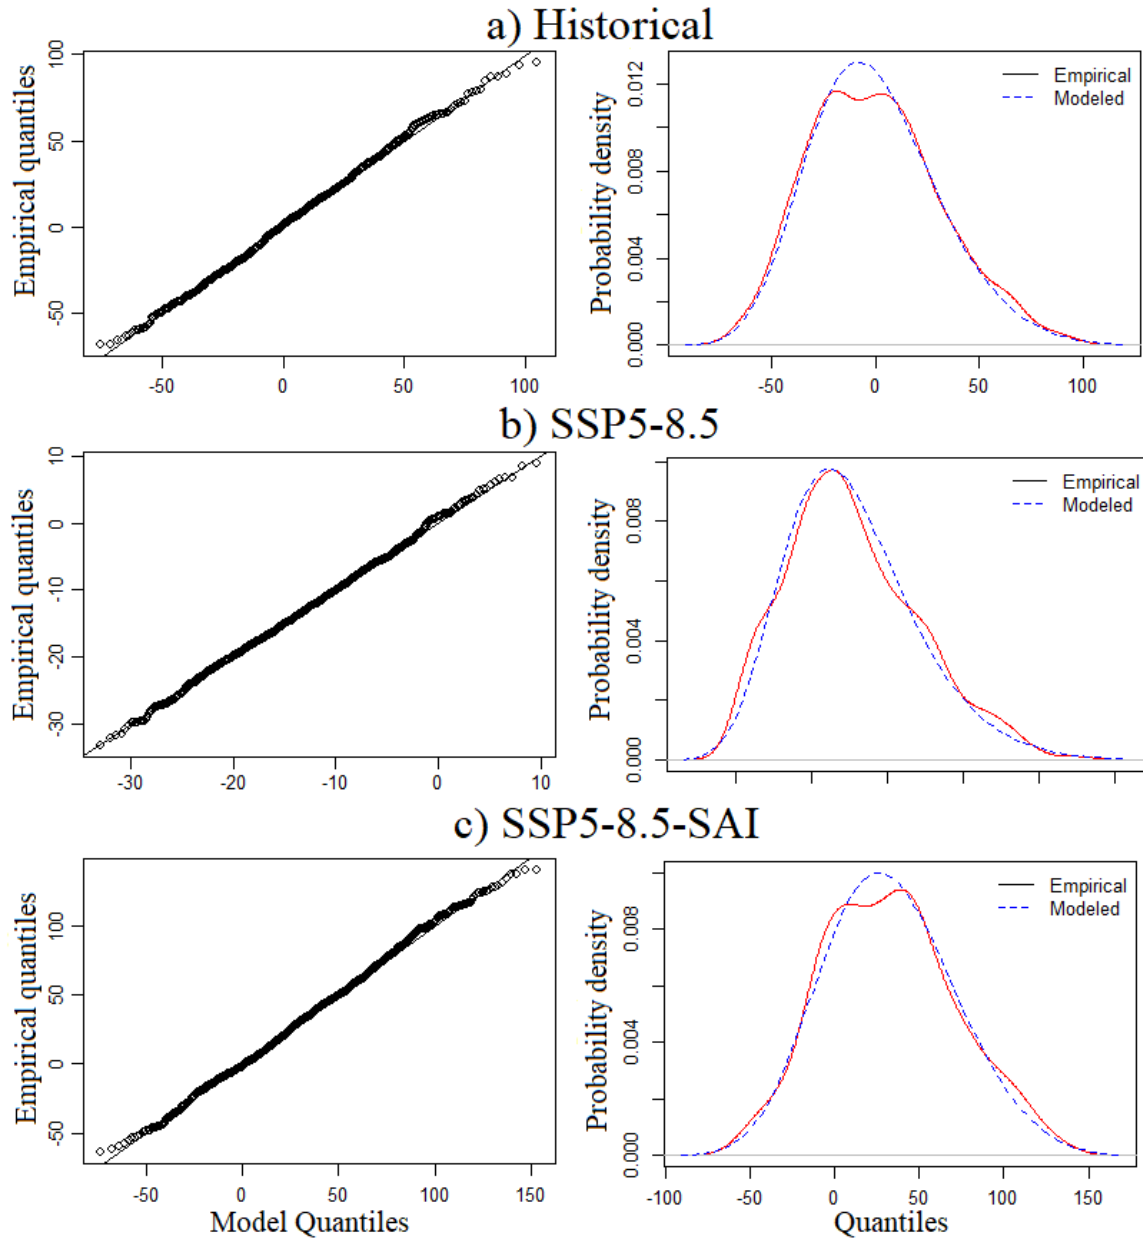 a) Historical
Empirical quantiles
-50 0 50 100
-50 0 50 100
Probability density
0.000 0.004 0.008 0.012
Empirical
Modeled
-50 0 50 100
b) SSP5-8.5
Empirical quantiles
-30 -20 -10 0 10
-30 -20 -10 0 10
Probability density
0.000 0.004 0.008
Empirical
Modeled
c) SSP5-8.5-SAI
Empirical quantiles
-50 0 50 100
-50 0 50 100 150
Model Quantiles
Probability density
0.000 0.004 0.008
Empirical
Modeled
-100 -50 0 50 100 150
Quantiles